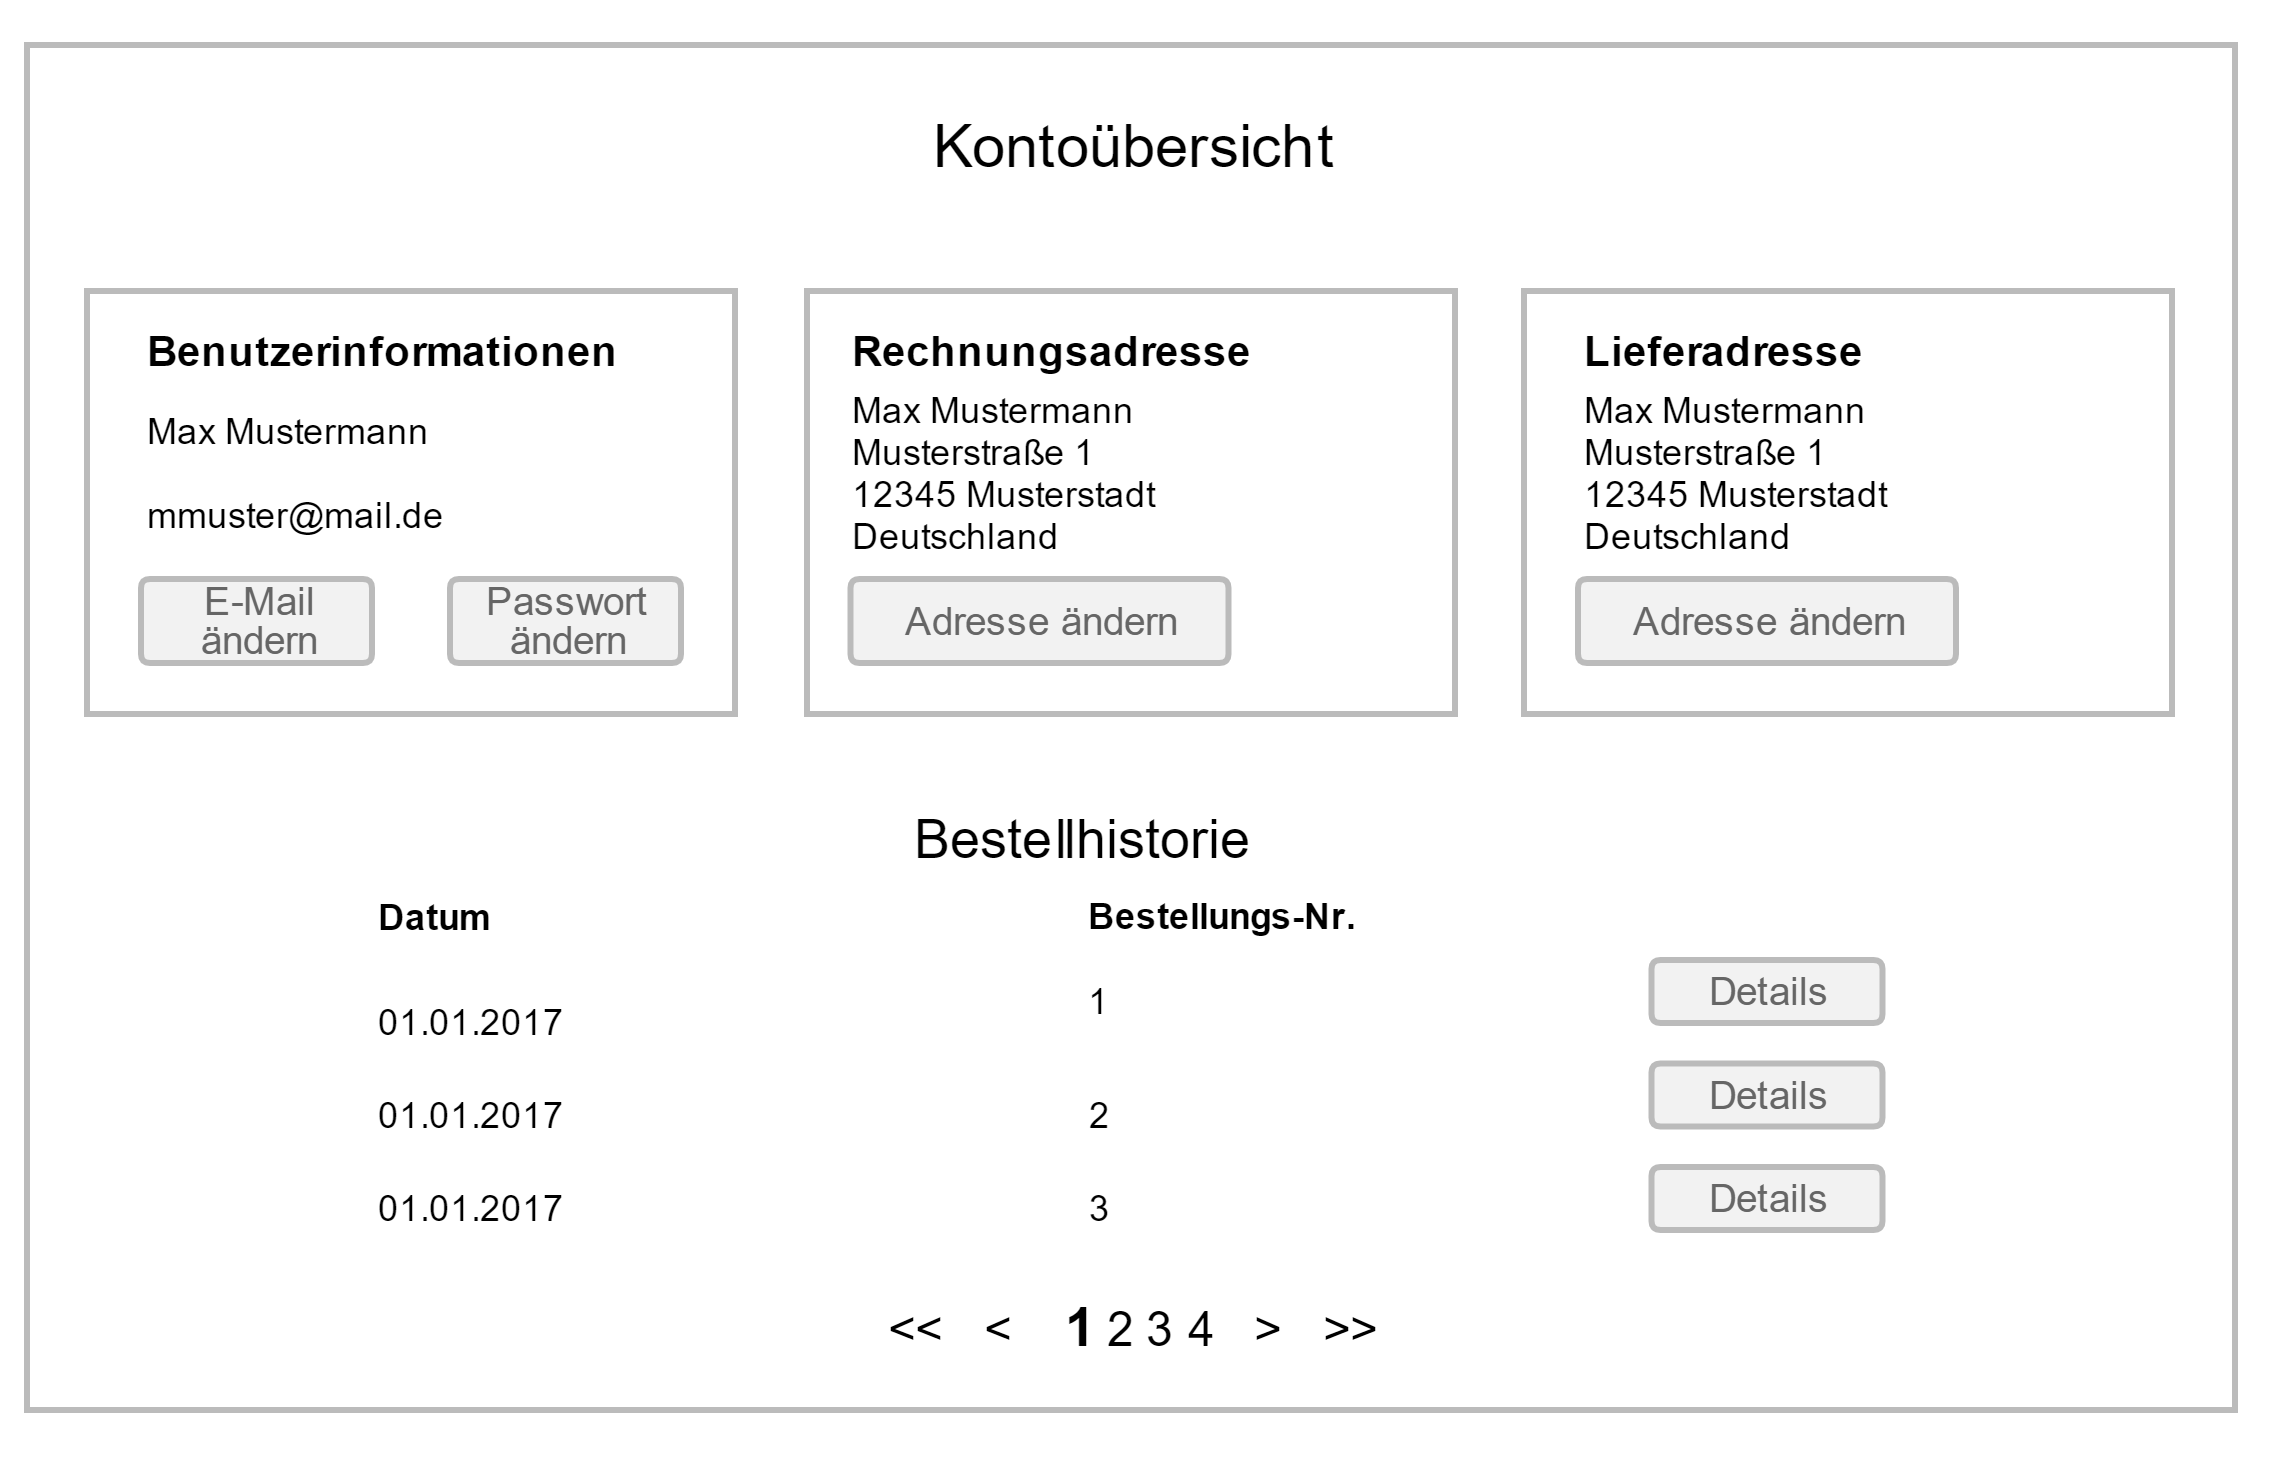 Kontoübersicht
Benutzerinformationen
Max Mustermann
mmuster@mail.de
E-Mail
ändern
Passwort
ändern
Rechnungsadresse
Max Mustermann
Musterstraße 1
12345 Musterstadt
Deutschland
Adresse ändern
Lieferadresse
Max Mustermann
Musterstraße 1
12345 Musterstadt
Deutschland
Adresse ändern
Bestellhistorie
Datum Bestellungs-Nr.
01.01.2017 1 Details
01.01.2017 2 Details
01.01.2017 3 Details
<< < 1 2 3 4 > >>